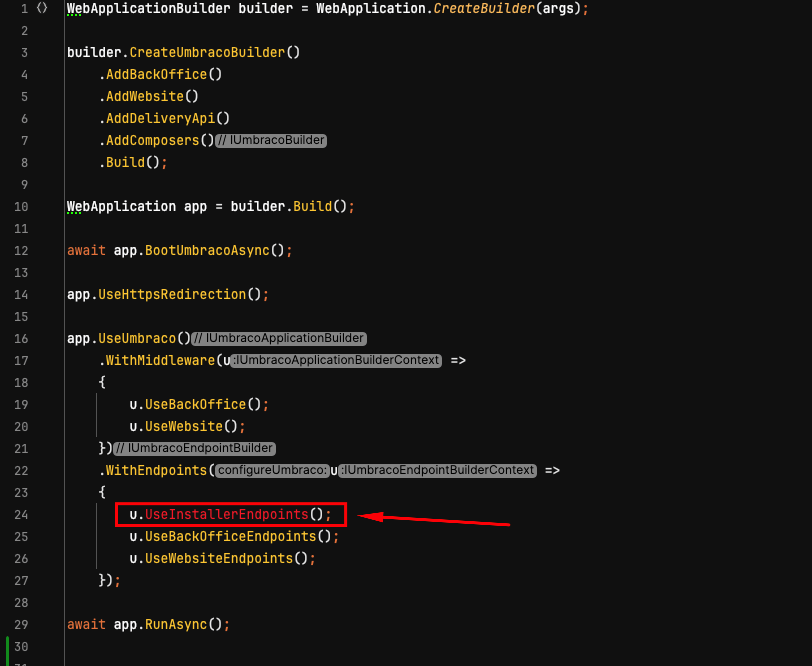 1 {} WebApplicationBuilder builder = WebApplication.CreateBuilder(args);
2
3 builder.CreateUmbracoBuilder()
4     .AddBackOffice()
5     .AddWebsite()
6     .AddDeliveryApi()
7     .AddComposers() // IUmbracoBuilder
8     .Build();
9
10 WebApplication app = builder.Build();
11
12 await app.BootUmbracoAsync();
13
14 app.UseHttpsRedirection();
15
16 app.UseUmbraco() // IUmbracoApplicationBuilder
17     .WithMiddleware(u :IUmbracoApplicationBuilderContext =>
18     {
19         u.UseBackOffice();
20         u.UseWebsite();
21     }) // IUmbracoEndpointBuilder
22     .WithEndpoints( configureUmbraco: u :IUmbracoEndpointBuilderContext =>
23     {
24         u.UseInstallerEndpoints();
25         u.UseBackOfficeEndpoints();
26         u.UseWebsiteEndpoints();
27     });
28
29 await app.RunAsync();
30